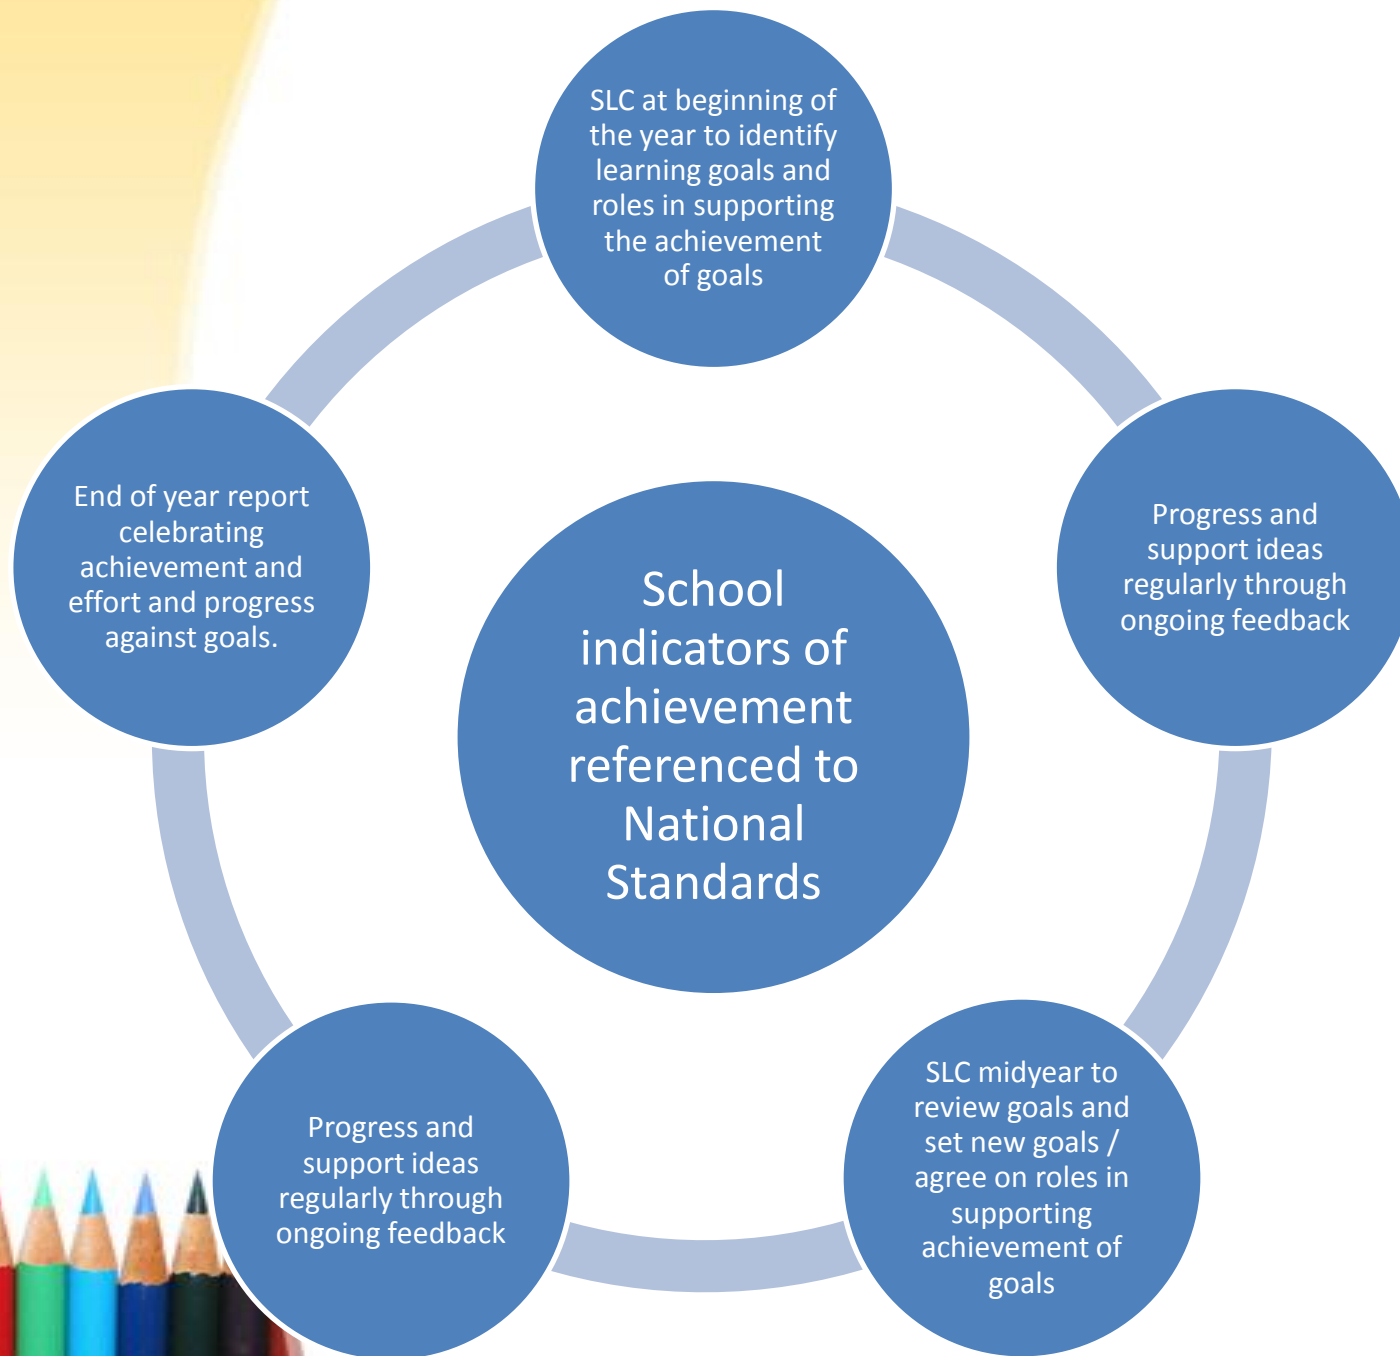 SLC at beginning of
the year to identify
learning goals and
roles in supporting
the achievement
of goals
Progress and
support ideas
regularly through
ongoing feedback
SLC midyear to
review goals and
set new goals /
agree on roles in
supporting
achievement of
goals
Progress and
support ideas
regularly through
ongoing feedback
End of year report
celebrating
achievement and
effort and progress
against goals.
School
indicators of
achievement
referenced to
National
Standards